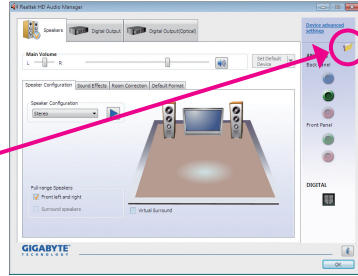 Realtek HD Audio Manager
Speakers
Digital Output
Digital Output(Optical)
Device advanced
settings
Main Volume
L
R
Set Default
Device
Back Panel
Speaker Configuration
Sound Effects
Room Correction
Default Format
Speaker Configuration
Stereo
Front Panel
Full-range Speakers
Front left and right
Surround speakers
Virtual Surround
DIGITAL
GIGABYTE
TECHNOLOGY
OK